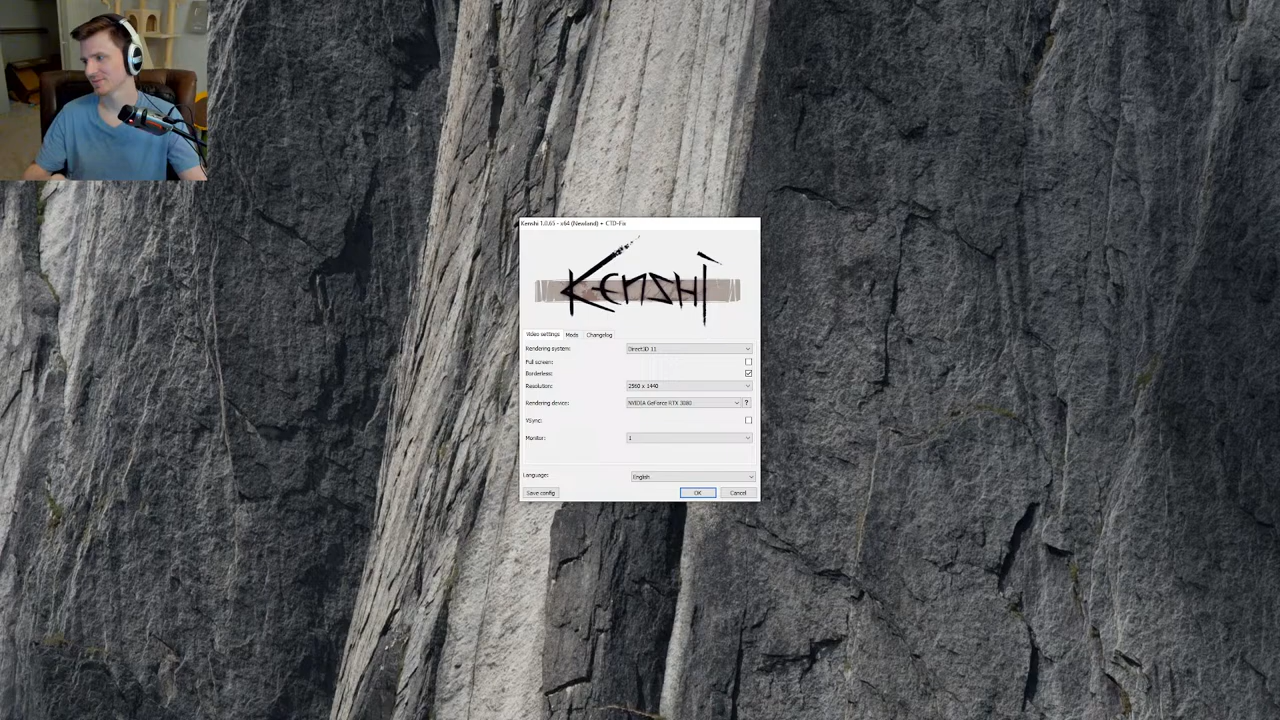 Kenshi 1.0.65 - x64 (Newland) + CTD-Fix
KENSHI
Video settings Mods Changelog
Rendering system: Direct3D 11
Full screen:
Borderless:
Resolution: 2560 x 1440
Rendering device: NVIDIA GeForce RTX 3080 ?
VSync:
Monitor: 1
Language: English
Save config OK Cancel